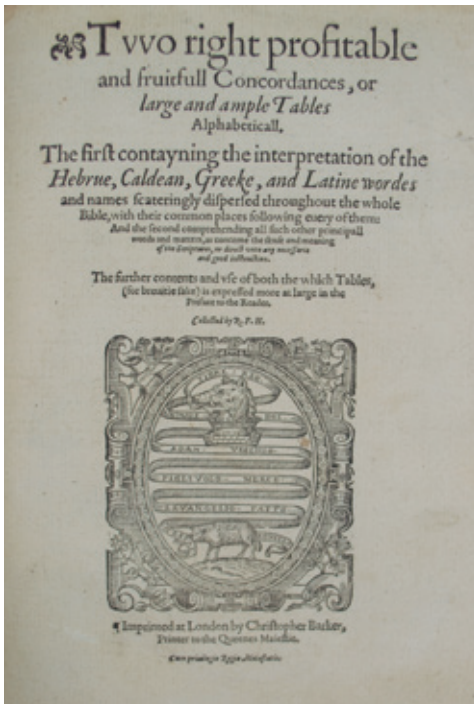 Tvvo right profitable
and fruitfull Concordances, or
large and ample Tables
Alphabeticall.
The first contayning the interpretation of the
Hebrue, Caldean, Greeke, and Latine wordes
and names scateringly dispersed throughout the whole
Bible, with their common places following euery of them:
And the second comprehending all such other principall
words and matters, as concerne the sense and meaning
of the Scriptures, or direct vnto any necessarie
and good instruction.
The further contents and vse of both the which Tables,
(for breuitie sake) is expressed more at large in the
Preface to the Reader.
Collected by R. F. H.
¶ Imprinted at London by Christopher Barker,
Printer to the Queenes Maiestie.
Cum priuilegio Regiæ Maiestatis.